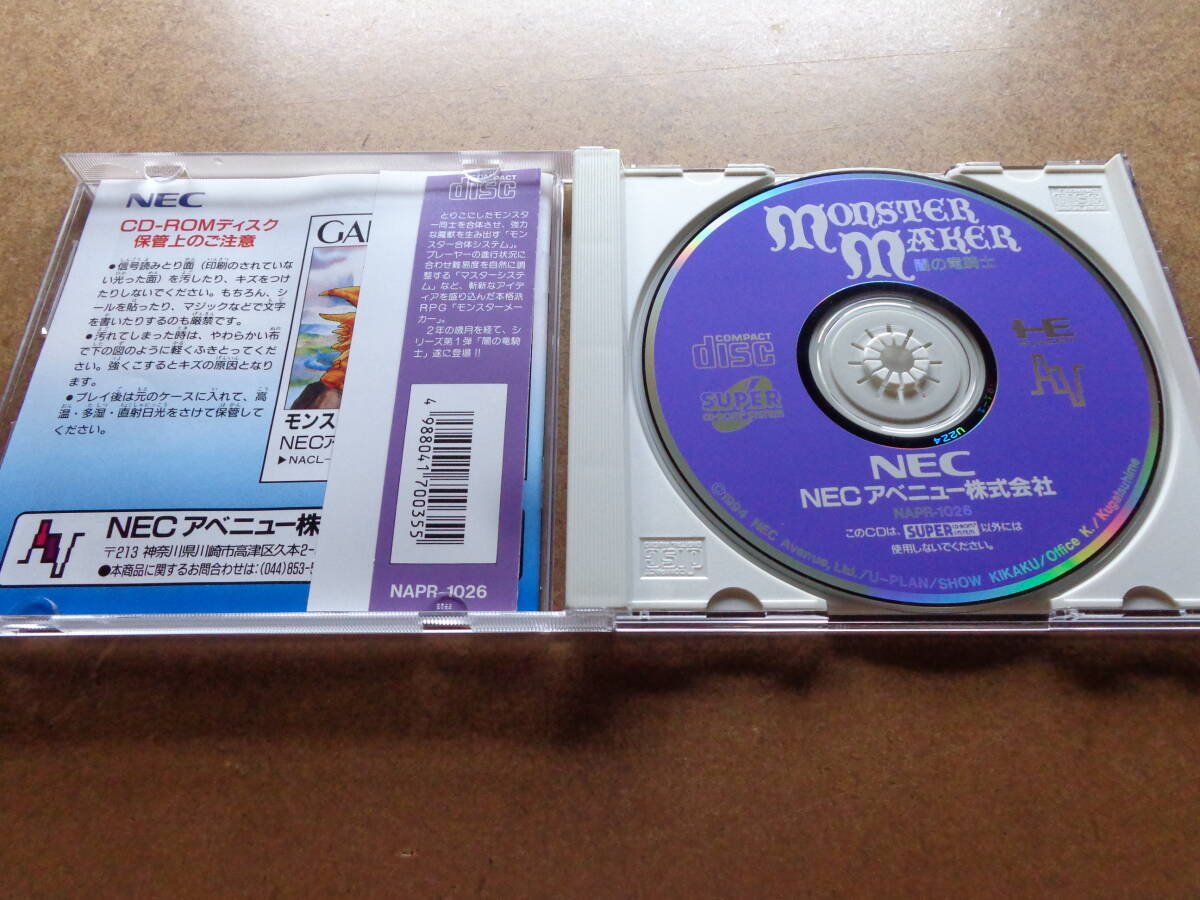 NEC
CD-ROMディスク
保管上のご注意
●信号読みとり面（印刷のされていな
い光った面）を汚したり、キズをつけ
たりしないでください。もちろん、シ
ールを貼ったり、マジックなどで文字
を書いたりするのも厳禁です。
●汚れてしまった時は、やわらかい布
で下の図のように軽くふきとってくだ
さい。強くこするとキズの原因となり
ます。
●プレイ後は元のケースに入れて、高
温・多湿・直射日光をさけて保管して
ください。
NEC アベニュー株
〒213 神奈川県川崎市高津区久本2-
●本商品に関するお問合わせは:(044)853-5
GA
モンス
NECア
▶NACL-
COMPACT
disc
とりこにしたモンスタ
ー同士を合体させ、強力
な魔獣を生み出す「モン
スター合体システム」。
プレーヤーの進行状況に
合わせ難易度を自然に調
整する「マスターシステ
ム」など、斬新なアイデ
ィアを盛り込んだ本格派
RPG「モンスターメー
カー」。
2年の歳月を経て、シ
リーズ第1弾「闇の竜騎
士」遂に登場!!
4 988041 700355
NAPR-1026
MONSTER
MAKER
闇の竜騎士
COMPACT
disc
SUPER
CD-ROM² SYSTEM
HE
U224
NEC
NEC アベニュー株式会社
NAPR-1026
このCDは、SUPER CD-ROM² SYSTEM 以外には
使用しないでください。
©1994 NEC Avenue, Ltd./U-PLAN/SHOW KIKAKU/Office K./Kugatsuhime
COMPACT
disc